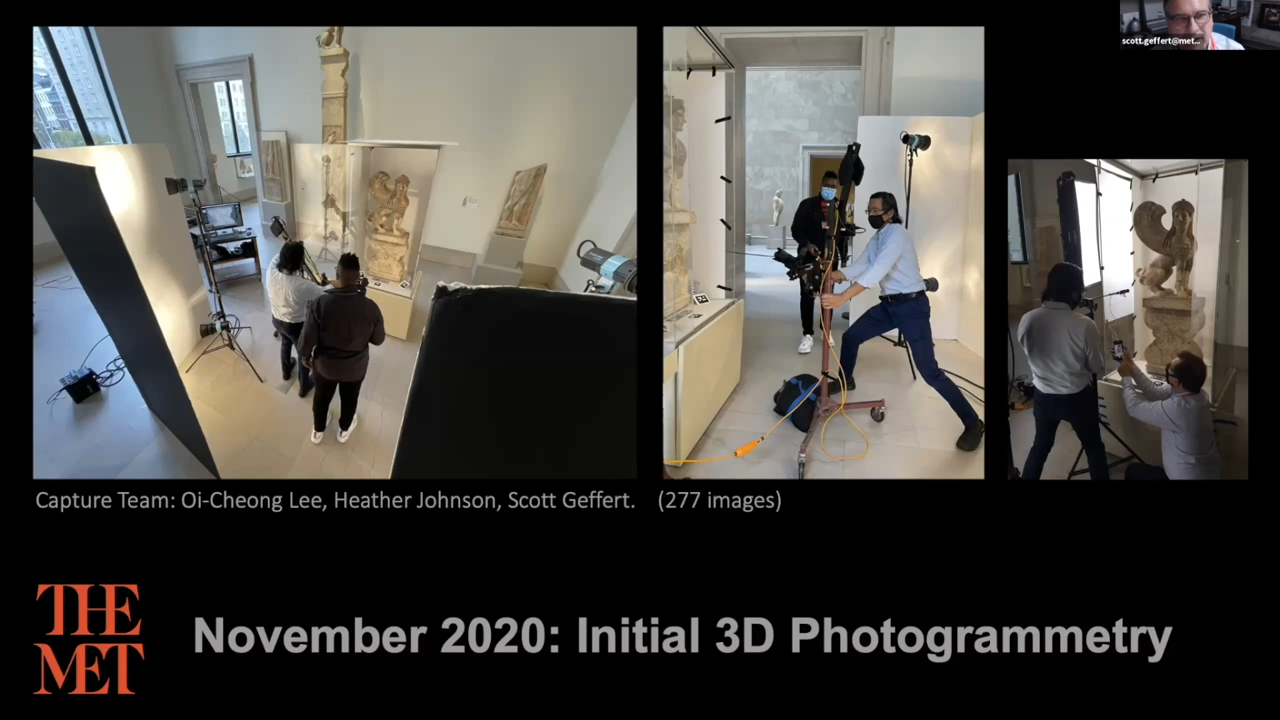 scott.geffert@met...
Capture Team: Oi-Cheong Lee, Heather Johnson, Scott Geffert. (277 images)
THE
MET
November 2020: Initial 3D Photogrammetry